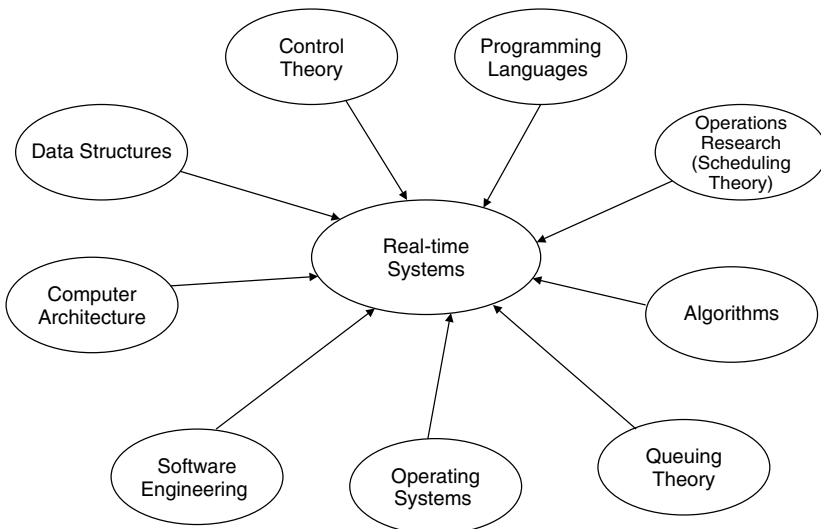 Control
Theory
Programming
Languages
Data Structures
Operations
Research
(Scheduling
Theory)
Real-time
Systems
Computer
Architecture
Algorithms
Software
Engineering
Operating
Systems
Queuing
Theory